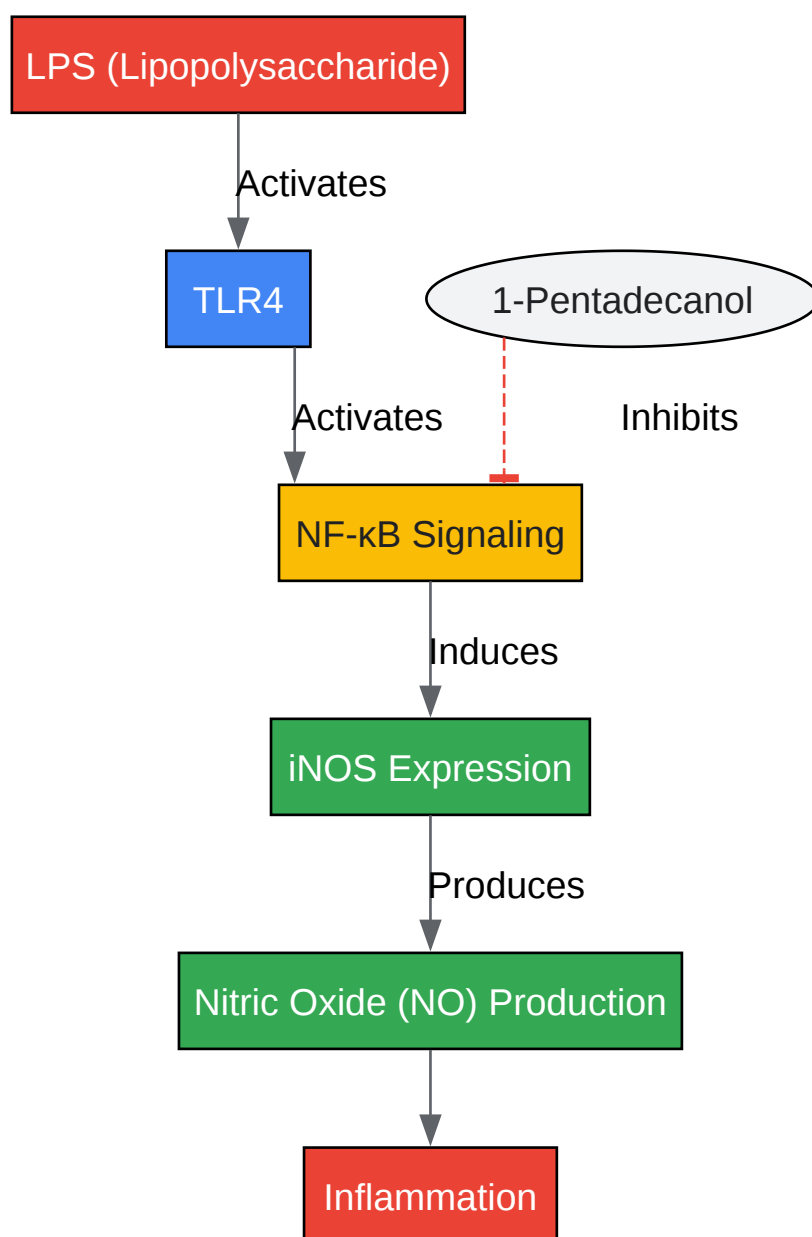 LPS (Lipopolysaccharide)
Activates
TLR4
1-Pentadecanol
Activates
Inhibits
NF-κB Signaling
Induces
iNOS Expression
Produces
Nitric Oxide (NO) Production
Inflammation